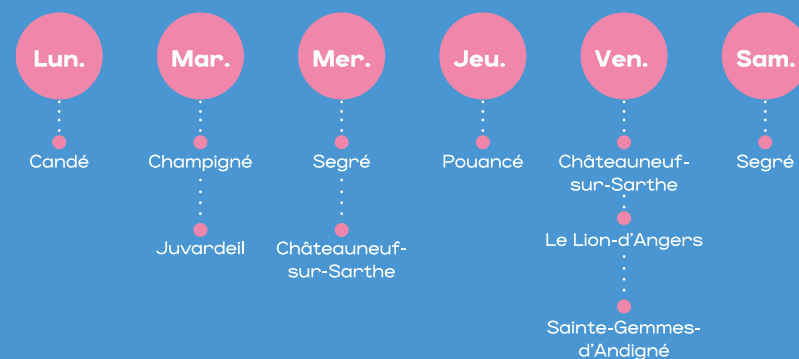 Lun.
Candé
Mar.
Champigné
Juvardeil
Mer.
Segré
Châteauneuf-
sur-Sarthe
Jeu.
Pouancé
Ven.
Châteauneuf-
sur-Sarthe
Le Lion-d'Angers
Sainte-Gemmes-
d'Andigné
Sam.
Segré